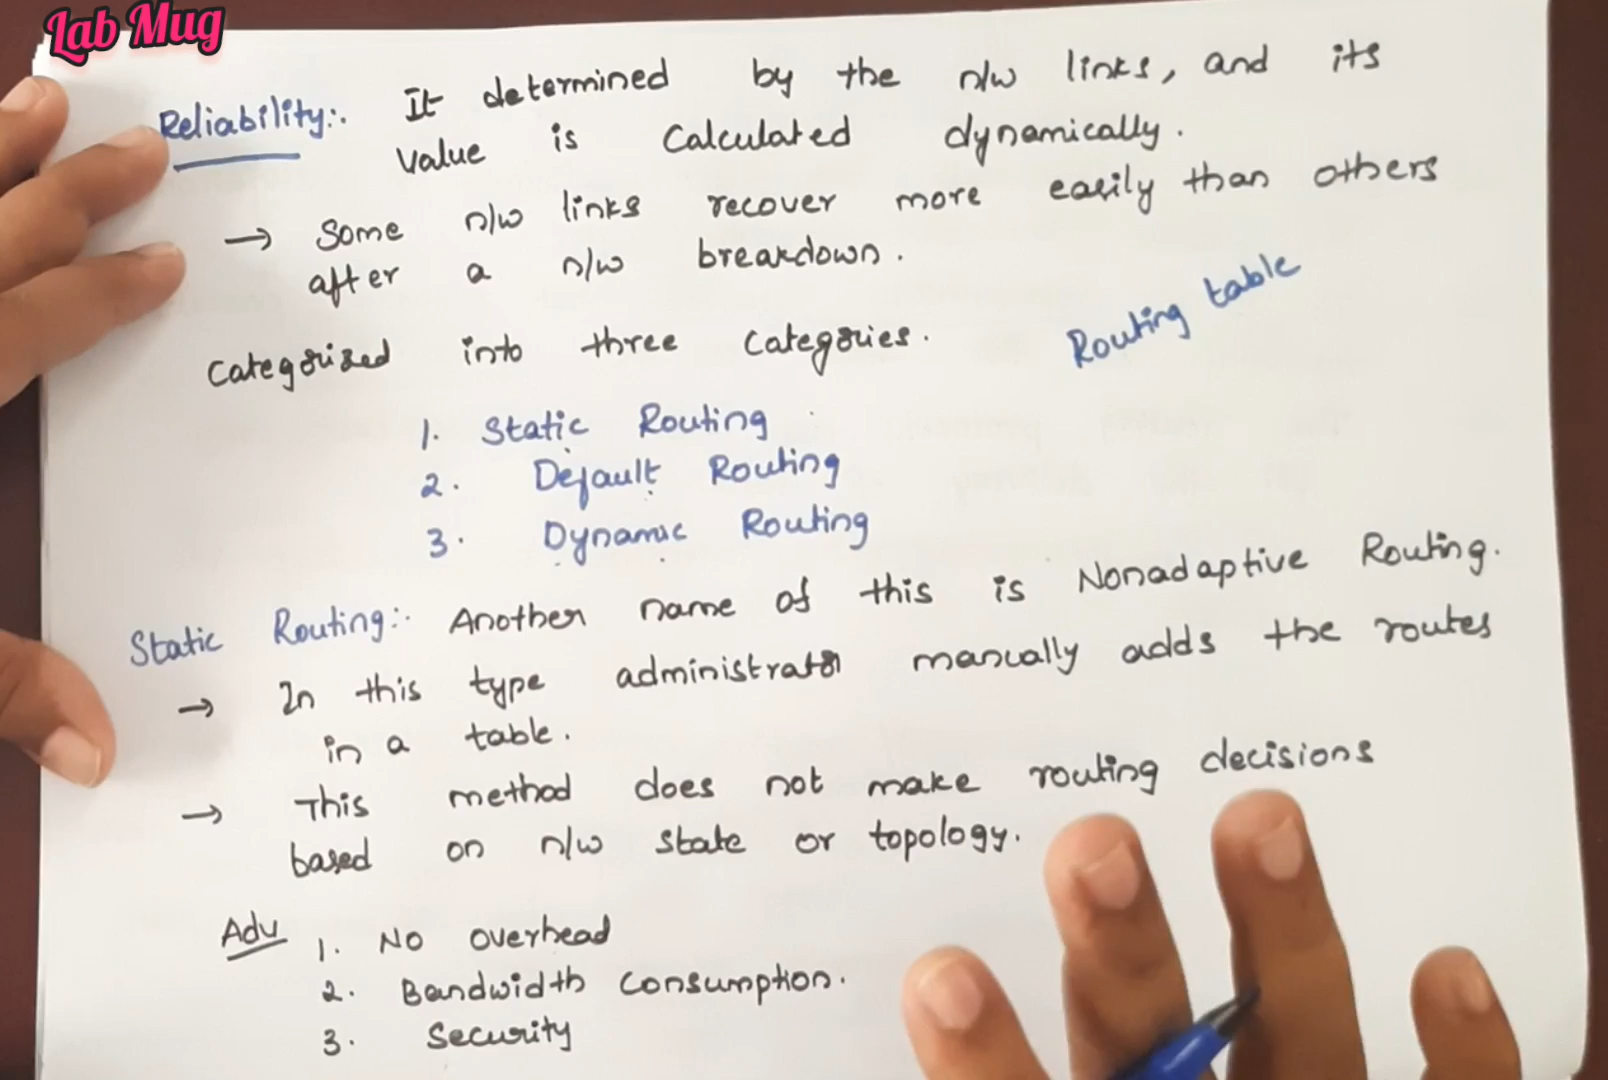 Lab Mug
Reliability:. It determined by the n/w links, and its
value is calculated dynamically.
→ Some n/w links recover more easily than others
after a n/w breakdown.
Routing table
Categorized into three categories.
1. Static Routing
2. Default Routing
3. Dynamic Routing
Static Routing:. Another name of this is Nonadaptive Routing.
→ In this type administrator manually adds the routes
in a table.
→ This method does not make routing decisions
based on n/w state or topology.
Adv 1. No overhead
2. Bandwidth Consumption.
3. Security